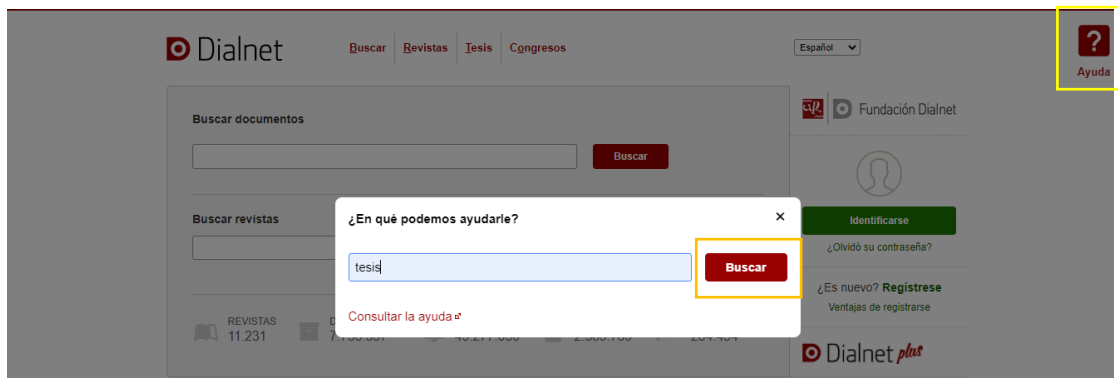 Dialnet
Buscar Revistas Tesis Congresos
Español
?
Ayuda
Buscar documentos
Buscar
Fundación Dialnet
Buscar revistas
¿En qué podemos ayudarle?
×
tesis
Buscar
Consultar la ayuda
Identificarse
¿Olvidó su contraseña?
¿Es nuevo? Regístrese
Ventajas de registrarse
REVISTAS
11.231
Dialnet plus